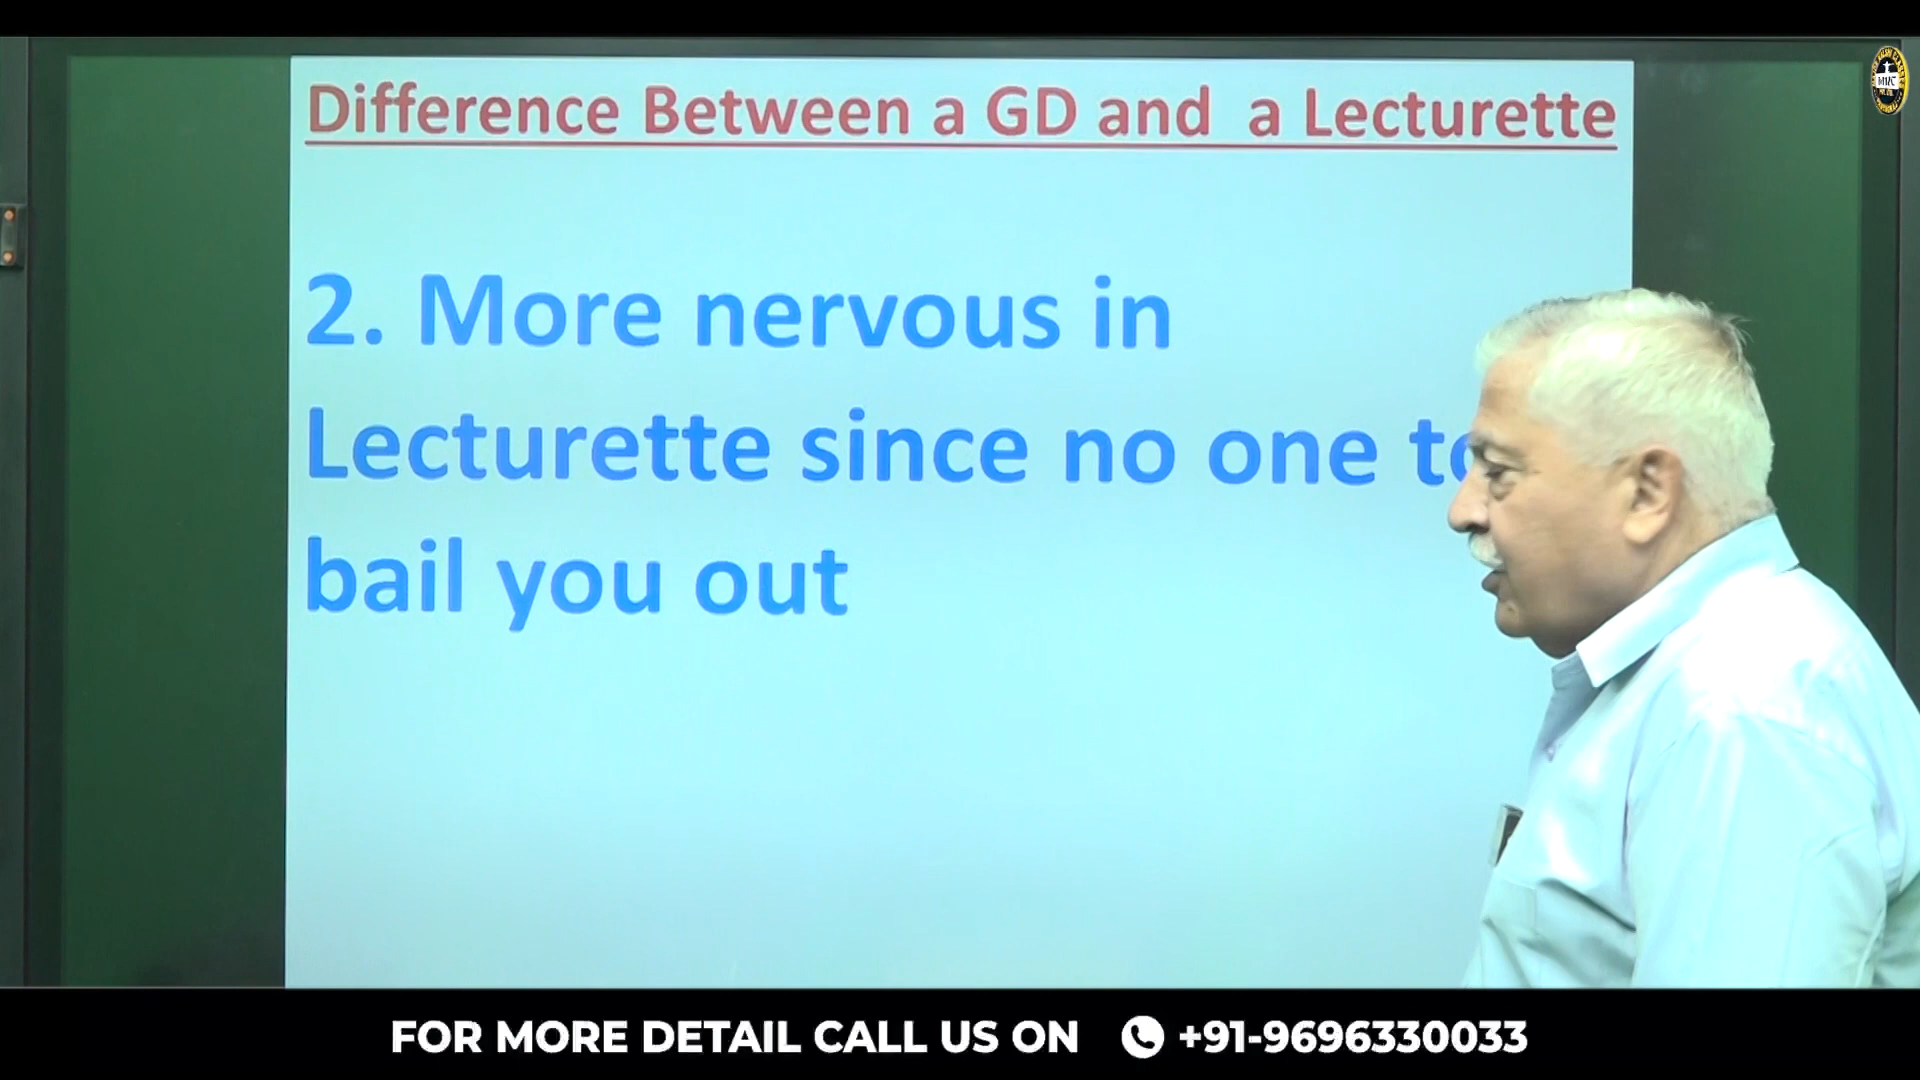 Difference Between a GD and a Lecturette
2. More nervous in
Lecturette since no one to
bail you out
FOR MORE DETAIL CALL US ON +91-9696330033